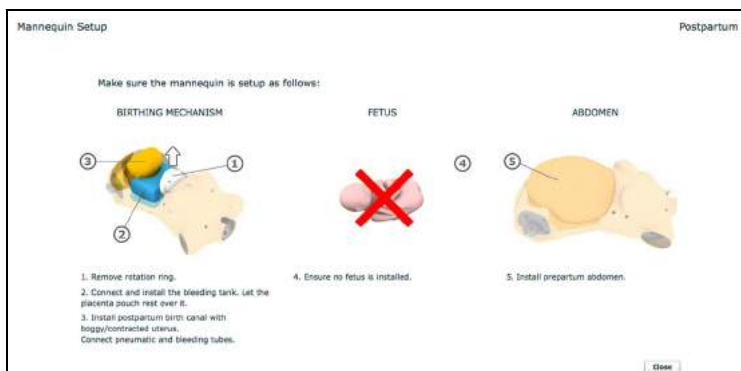 Mannequin Setup
Postpartum
Make sure the mannequin is setup as follows:
BIRTHING MECHANISM
FETUS
ABDOMEN
3
1
2
4
5
1. Remove rotation ring.
2. Connect and install the bleeding tank. Let the
placenta pouch rest over it.
3. Install postpartum birth canal with
boggy/contracted uterus.
Connect pneumatic and bleeding tubes.
4. Ensure no fetus is installed.
5. Install prepartum abdomen.
Close